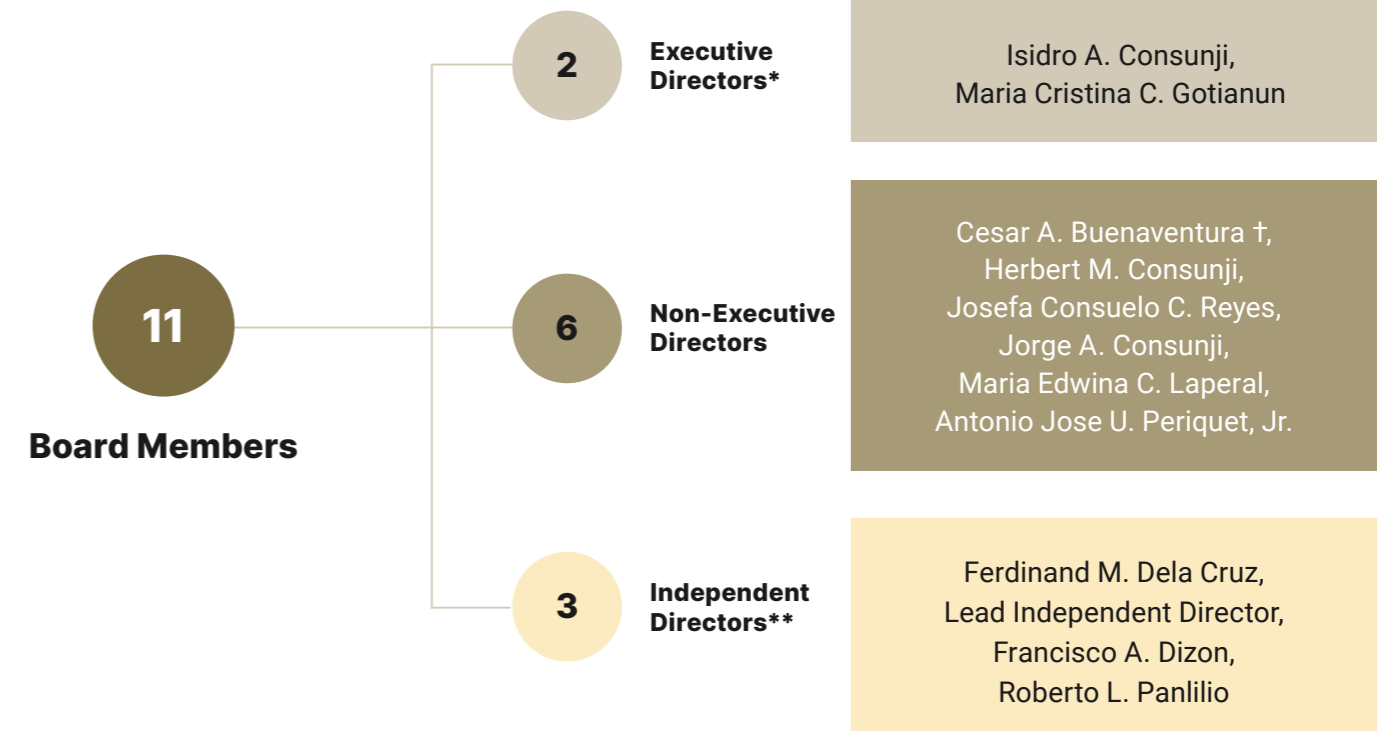 11
Board Members
2
Executive
Directors*
Isidro A. Consunji,
Maria Cristina C. Gotianun
6
Non-Executive
Directors
Cesar A. Buenaventura †,
Herbert M. Consunji,
Josefa Consuelo C. Reyes,
Jorge A. Consunji,
Maria Edwina C. Laperal,
Antonio Jose U. Periquet, Jr.
3
Independent
Directors**
Ferdinand M. Dela Cruz,
Lead Independent Director,
Francisco A. Dizon,
Roberto L. Panlilio